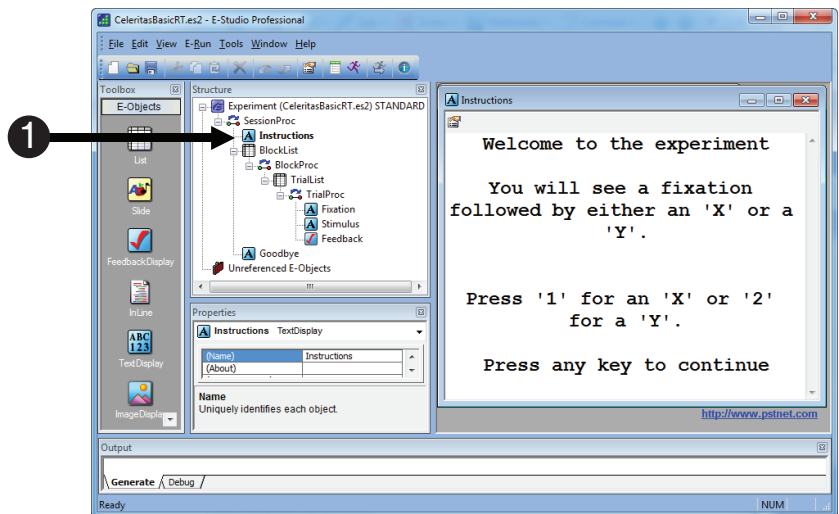 CeleritasBasicRT.es2 - E-Studio Professional
File Edit View E-Run Tools Window Help
Toolbox
E-Objects
List
Slide
FeedbackDisplay
InLine
ABC
123
TextDisplay
ImageDisplay
1
Structure
Experiment (CeleritasBasicRT.es2) STANDARD
SessionProc
Instructions
BlockList
BlockProc
TrialList
TrialProc
Fixation
Stimulus
Feedback
Goodbye
Unreferenced E-Objects
Properties
Instructions TextDisplay
(Name) Instructions
(About)
Name
Uniquely identifies each object.
Instructions
Welcome to the experiment
You will see a fixation
followed by either an 'X' or a
'Y'.
Press '1' for an 'X' or '2'
for a 'Y'.
Press any key to continue
http://www.pstnet.com
Output
Generate Debug
Ready NUM